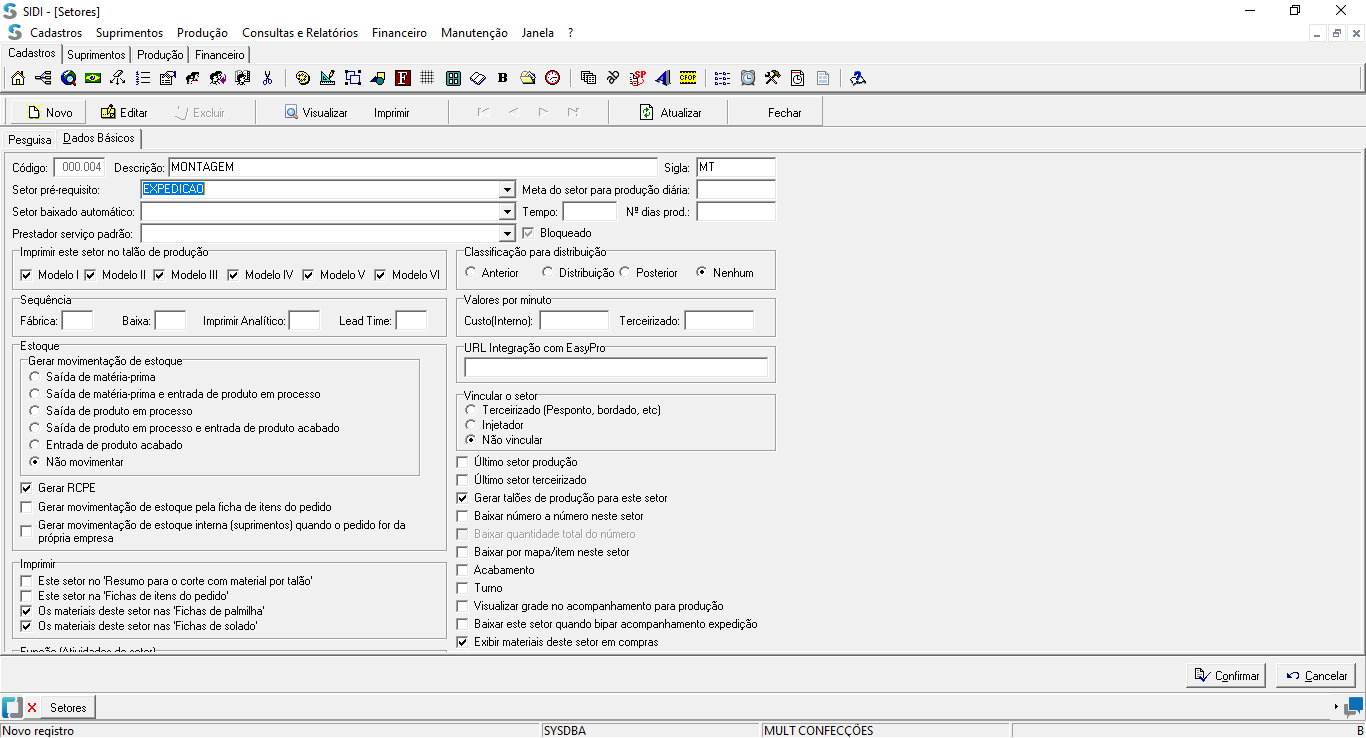 SIDI - [Setores]
Cadastros Suprimentos Produção Consultas e Relatórios Financeiro Manutenção Janela ?
Cadastros Suprimentos Produção Financeiro
F B SP CFOP
Novo Editar Excluir Visualizar Imprimir Atualizar Fechar
Pesquisa Dados Básicos
Código: 000.004 Descrição: MONTAGEM Sigla: MT
Setor pré-requisito: EXPEDICAO Meta do setor para produção diária:
Setor baixado automático: Tempo: Nº dias prod.:
Prestador serviço padrão: Bloqueado
Imprimir este setor no talão de produção
Modelo I Modelo II Modelo III Modelo IV Modelo V Modelo VI
Classificação para distribuição
Anterior Distribuição Posterior Nenhum
Sequência
Fábrica: Baixa: Imprimir Analítico: Lead Time:
Valores por minuto
Custo(Interno): Terceirizado:
Estoque
Gerar movimentação de estoque
Saída de matéria-prima
Saída de matéria-prima e entrada de produto em processo
Saída de produto em processo
Saída de produto em processo e entrada de produto acabado
Entrada de produto acabado
Não movimentar
Gerar RCPE
Gerar movimentação de estoque pela ficha de itens do pedido
Gerar movimentação de estoque interna (suprimentos) quando o pedido for da
própria empresa
Imprimir
Este setor no 'Resumo para o corte com material por talão'
Este setor na 'Fichas de itens do pedido'
Os materiais deste setor nas 'Fichas de palmilha'
Os materiais deste setor nas 'Fichas de solado'
Função (Atividades do setor)
URL Integração com EasyPro
Vincular o setor
Terceirizado (Pesponto, bordado, etc)
Injetador
Não vincular
Último setor produção
Último setor terceirizado
Gerar talões de produção para este setor
Baixar número a número neste setor
Baixar quantidade total do número
Baixar por mapa/item neste setor
Acabamento
Turno
Visualizar grade no acompanhamento para produção
Baixar este setor quando bipar acompanhamento expedição
Exibir materiais deste setor em compras
Confirmar Cancelar
Setores
Novo registro SYSDBA MULT CONFECÇÕES B